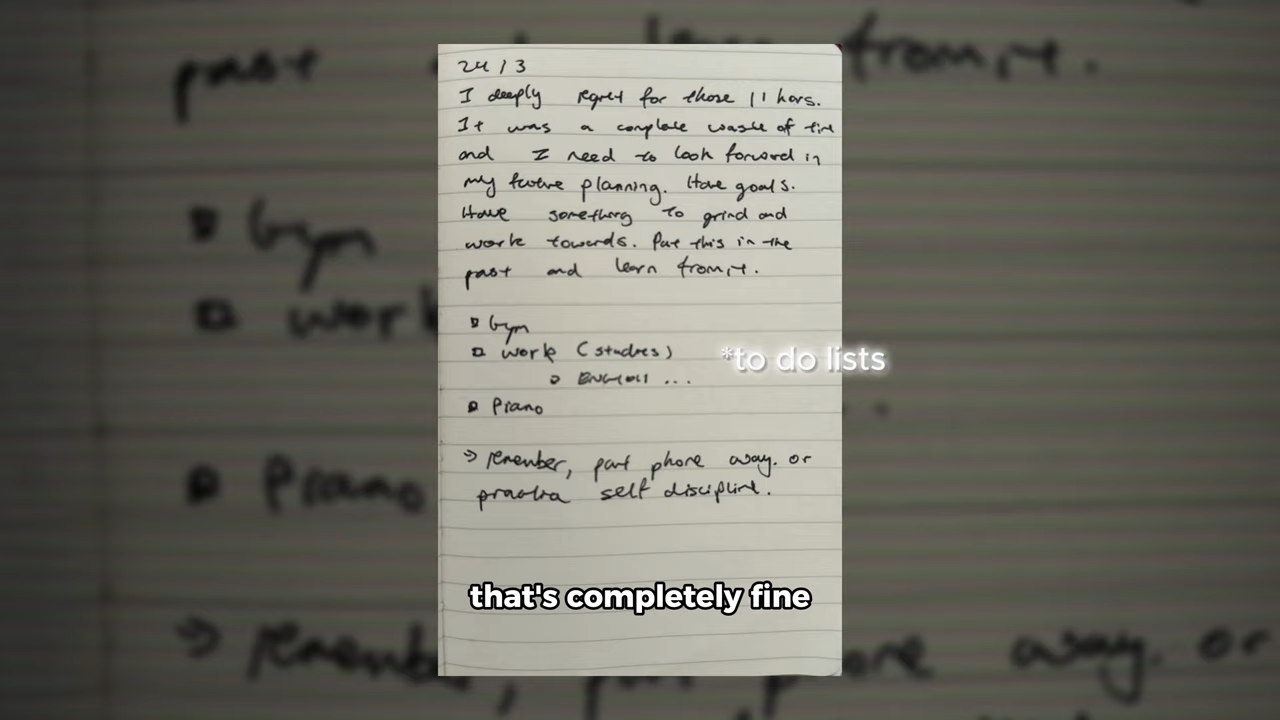 24/3
I deeply regret for those 11 hors.
It was a complete waste of time
and I need to look forward in
my future planning. Have goals.
Have something to grind and
work towards. Put this in the
past and learn from it.
Gym
work (studies)
*to do lists
ENGLISH ...
Piano
→ remember, put phone away. or
practice self discipline.
that's completely fine